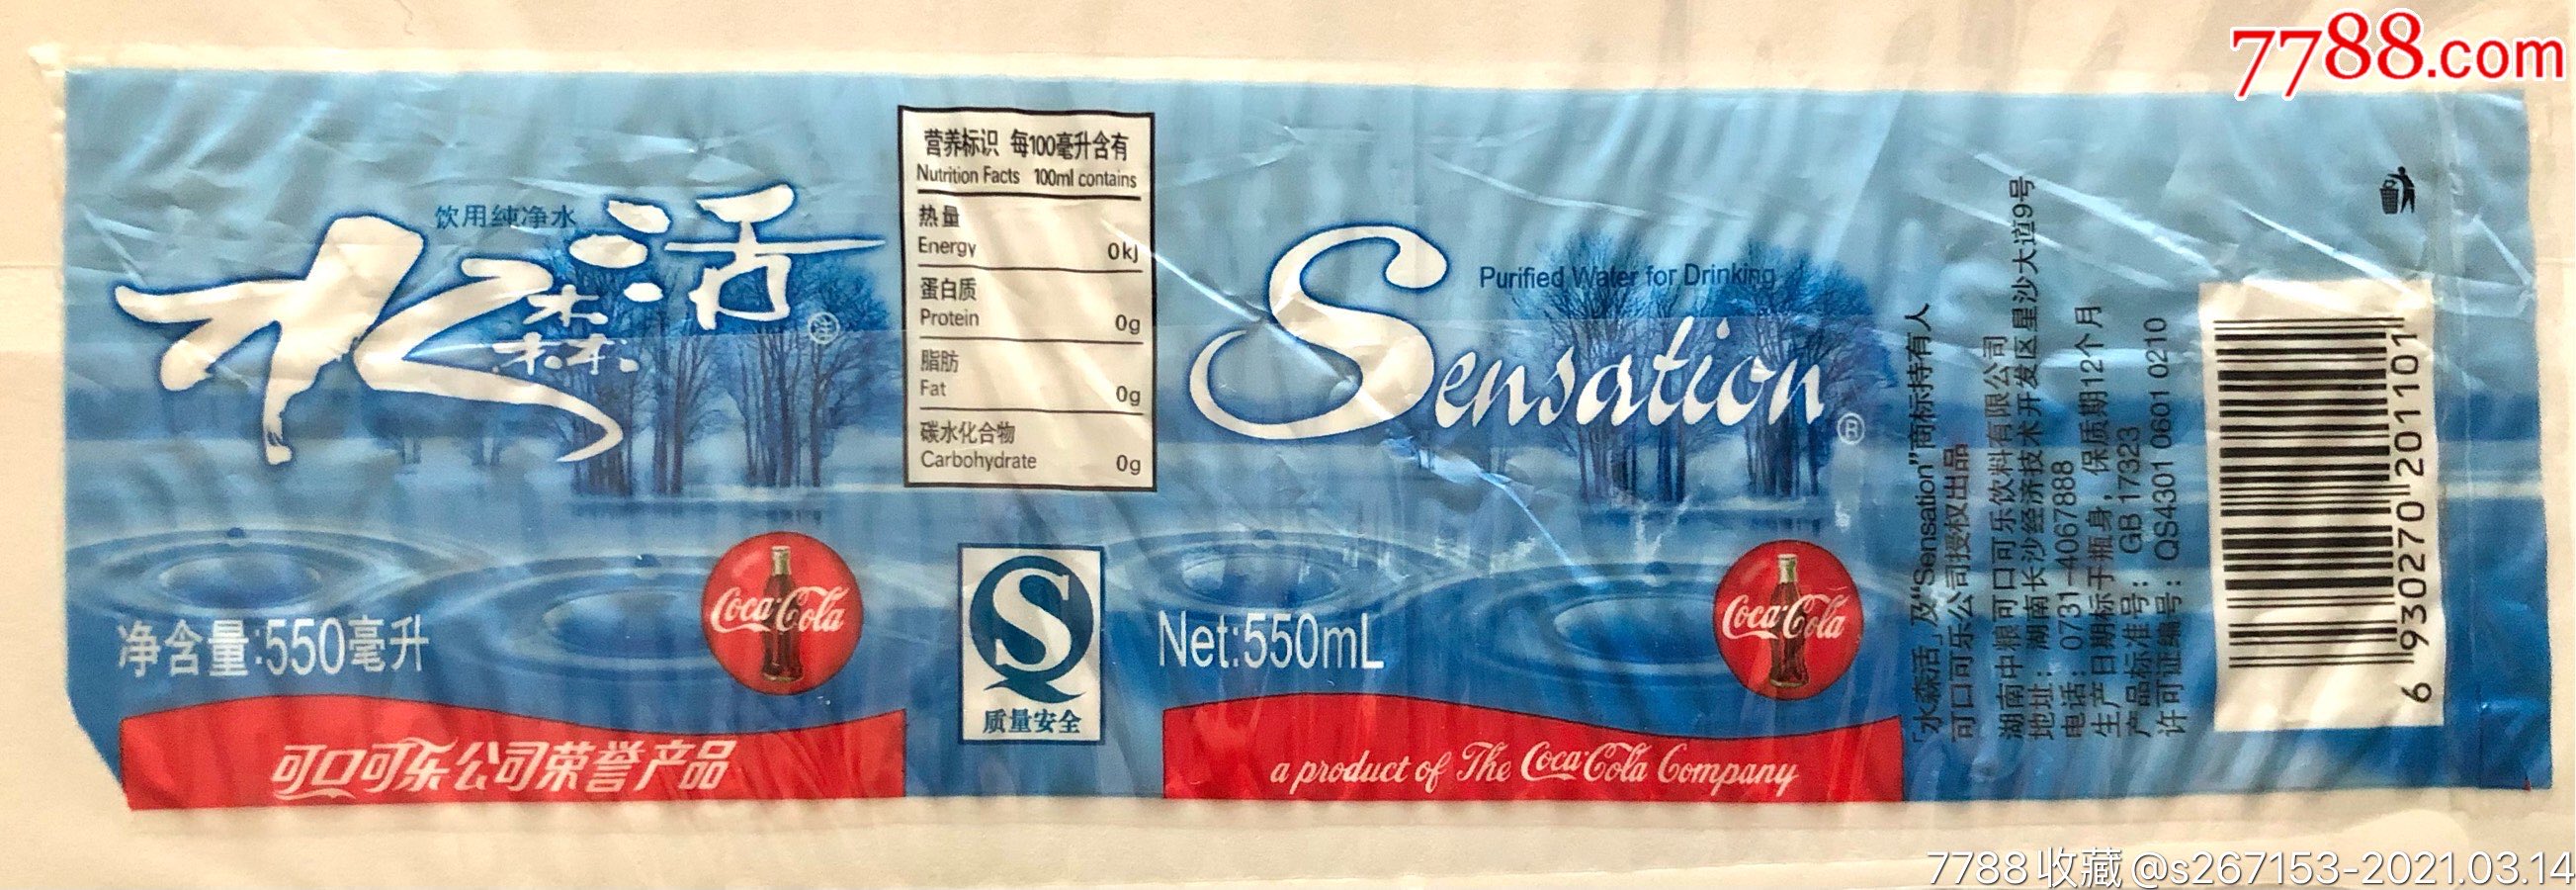 7788.com
饮用纯净水
水森活
注
净含量:550毫升
Coca-Cola
可口可乐公司荣誉产品
营养标识 每100毫升含有
Nutrition Facts 100ml contains
热量
Energy 0kJ
蛋白质
Protein 0g
脂肪
Fat 0g
碳水化合物
Carbohydrate 0g
质量安全
Purified Water for Drinking
Sensation®
Net:550mL
Coca-Cola
a product of The Coca-Cola Company
「水森活」及“Sensation”商标持有人
可口可乐公司授权出品
湖南中粮可口可乐饮料有限公司
地址：湖南长沙经济技术开发区星沙大道9号
电话：0731-4067888
生产日期标于瓶身，保质期12个月
产品标准号：GB 17323
许可证编号：QS4301 0601 0210
6 930270 201101
7788收藏@s267153-2021.03.14